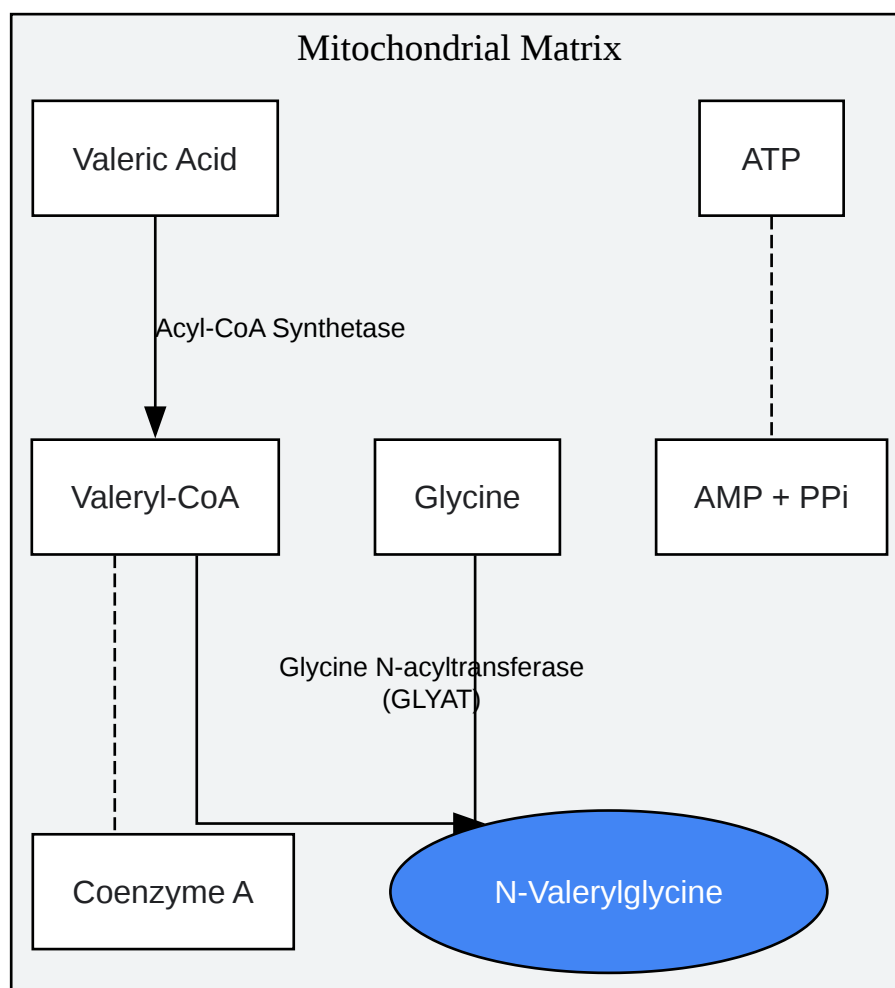 Mitochondrial Matrix
Valeric Acid
ATP
Acyl-CoA Synthetase
Valeryl-CoA
Glycine
AMP + PPi
Glycine N-acyltransferase
(GLYAT)
Coenzyme A
N-Valerylglycine